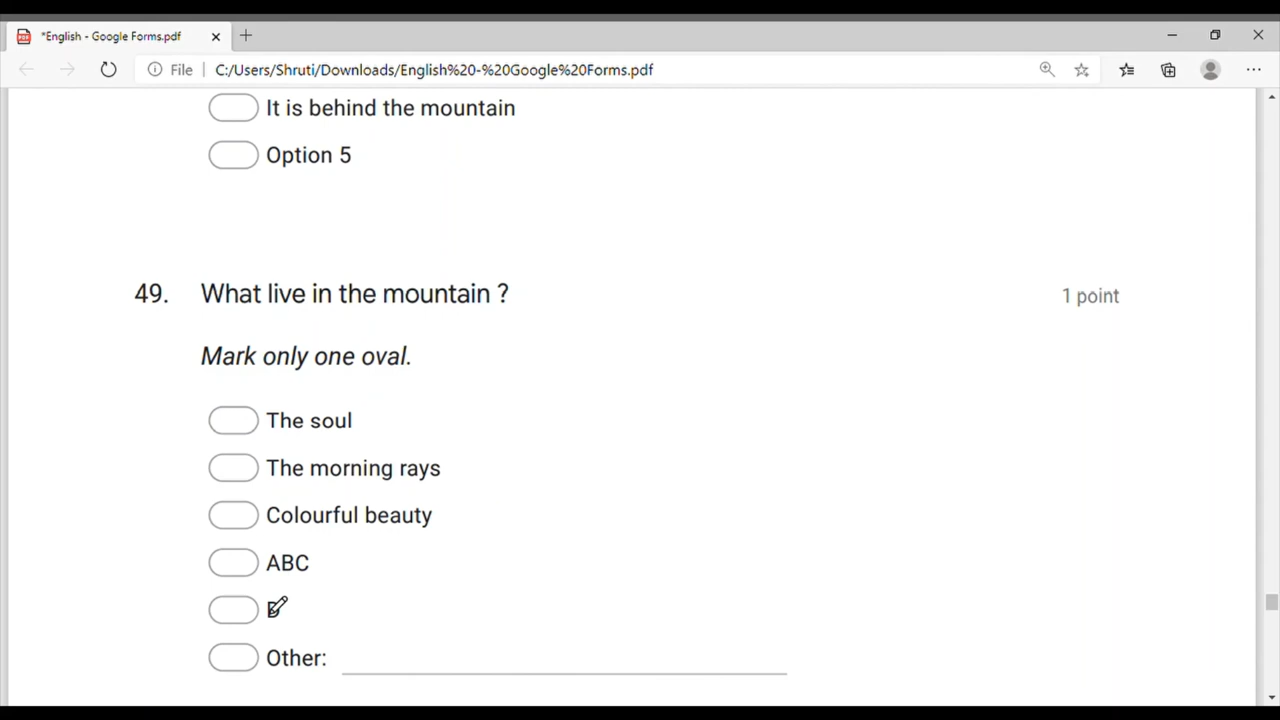 *English - Google Forms.pdf
File | C:/Users/Shruti/Downloads/English%20-%20Google%20Forms.pdf
It is behind the mountain
Option 5
49. What live in the mountain ? 1 point
Mark only one oval.
The soul
The morning rays
Colourful beauty
ABC
Other: